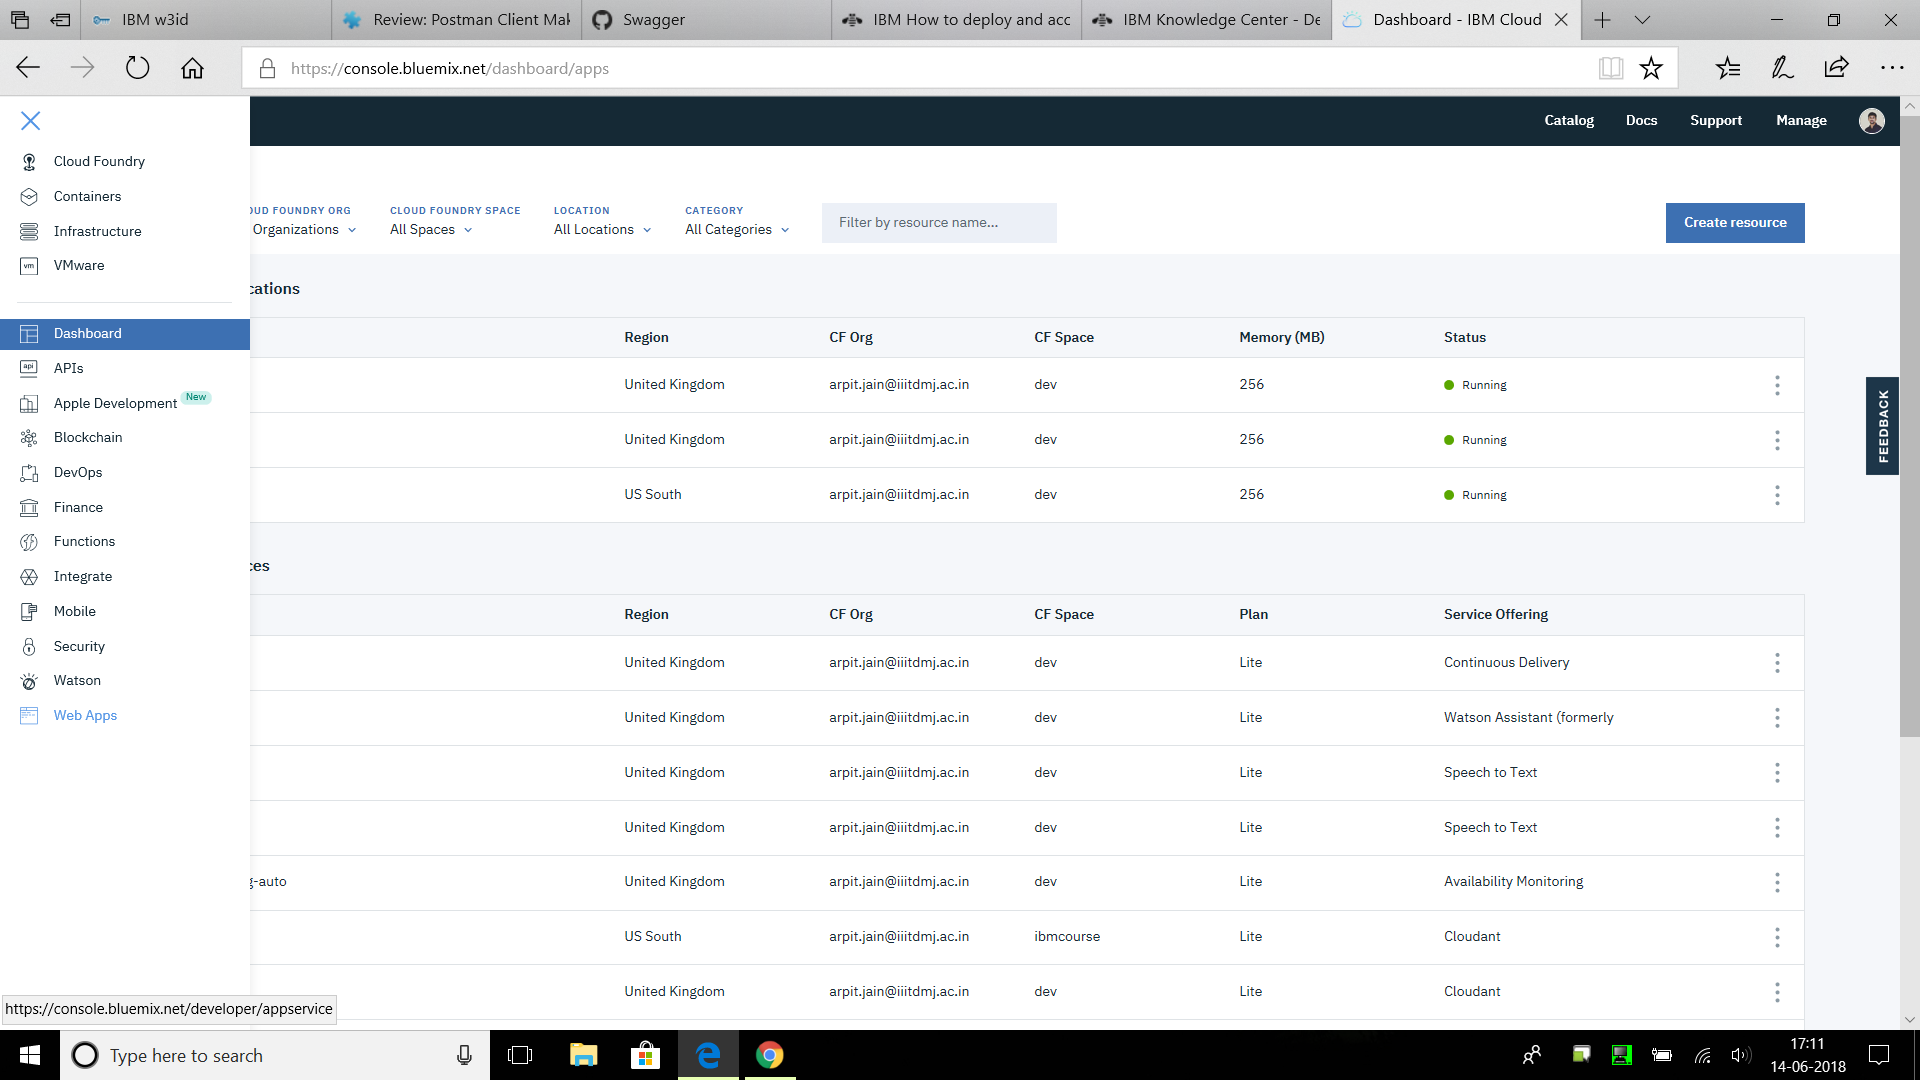 IBM w3id
Review: Postman Client Mak
Swagger
IBM How to deploy and acc
IBM Knowledge Center - De
Dashboard - IBM Cloud
https://console.bluemix.net/dashboard/apps
Catalog
Docs
Support
Manage
Cloud Foundry
Containers
Infrastructure
VMware
Dashboard
APIs
Apple Development New
Blockchain
DevOps
Finance
Functions
Integrate
Mobile
Security
Watson
Web Apps
OUD FOUNDRY ORG
Organizations
CLOUD FOUNDRY SPACE
All Spaces
LOCATION
All Locations
CATEGORY
All Categories
Filter by resource name...
Create resource
cations
Region CF Org CF Space Memory (MB) Status
United Kingdom arpit.jain@iiitdmj.ac.in dev 256 Running
United Kingdom arpit.jain@iiitdmj.ac.in dev 256 Running
US South arpit.jain@iiitdmj.ac.in dev 256 Running
ces
Region CF Org CF Space Plan Service Offering
United Kingdom arpit.jain@iiitdmj.ac.in dev Lite Continuous Delivery
United Kingdom arpit.jain@iiitdmj.ac.in dev Lite Watson Assistant (formerly
United Kingdom arpit.jain@iiitdmj.ac.in dev Lite Speech to Text
United Kingdom arpit.jain@iiitdmj.ac.in dev Lite Speech to Text
g-auto United Kingdom arpit.jain@iiitdmj.ac.in dev Lite Availability Monitoring
US South arpit.jain@iiitdmj.ac.in ibmcourse Lite Cloudant
United Kingdom arpit.jain@iiitdmj.ac.in dev Lite Cloudant
FEEDBACK
https://console.bluemix.net/developer/appservice
Type here to search
17:11
14-06-2018